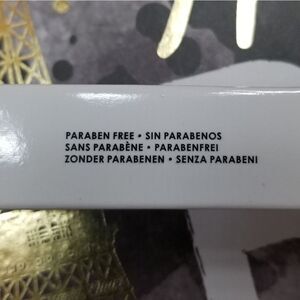 PARABEN FREE • SIN PARABENOS
SANS PARABÈNE • PARABENFREI
ZONDER PARABENEN • SENZA PARABENI